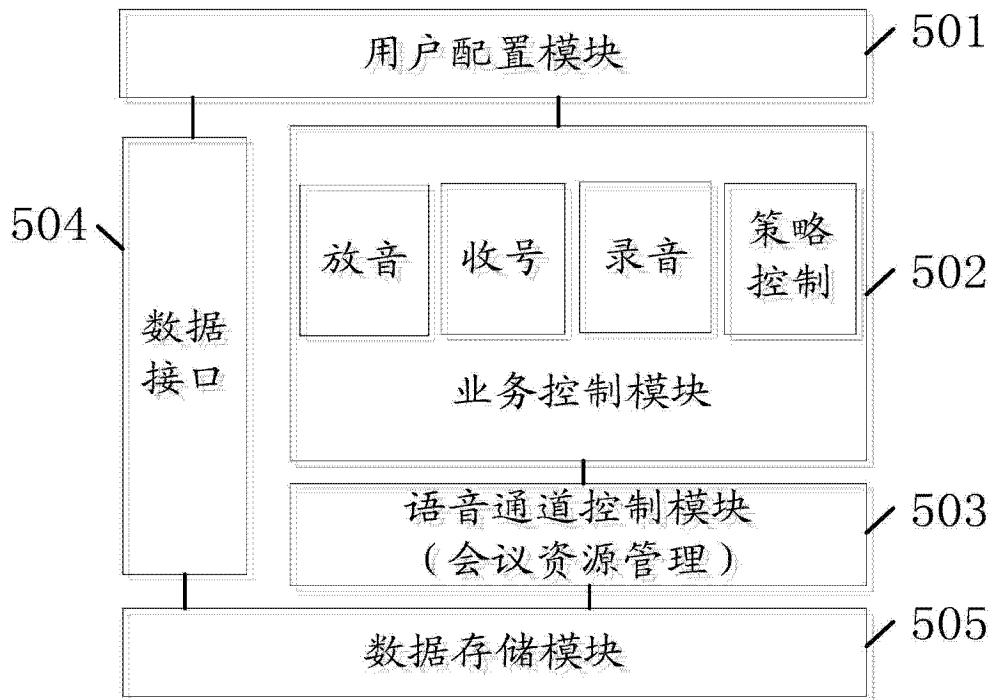 用户配置模块
501
504
数据
接口
放音
收号
录音
策略
控制
502
业务控制模块
语音通道控制模块
（会议资源管理）
503
数据存储模块
505